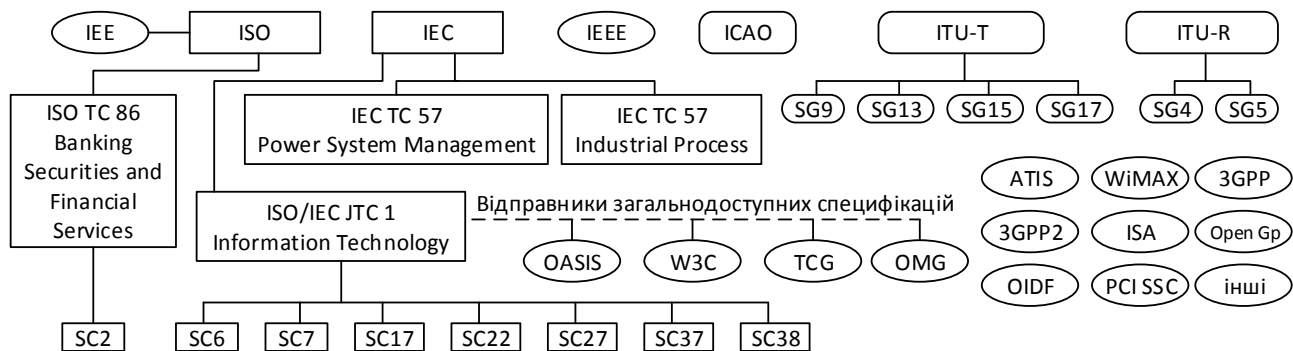 IEE
ISO
IEC
IEEE
ICAO
ITU-T
ITU-R
ISO TC 86
Banking
Securities and
Financial
Services
IEC TC 57
Power System Management
IEC TC 57
Industrial Process
SG9
SG13
SG15
SG17
SG4
SG5
ISO/IEC JTC 1
Information Technology
Відправники загальнодоступних специфікацій
OASIS
W3C
TCG
OMG
ATIS
WiMAX
3GPP
3GPP2
ISA
Open Gp
OIDF
PCI SSC
інші
SC2
SC6
SC7
SC17
SC22
SC27
SC37
SC38